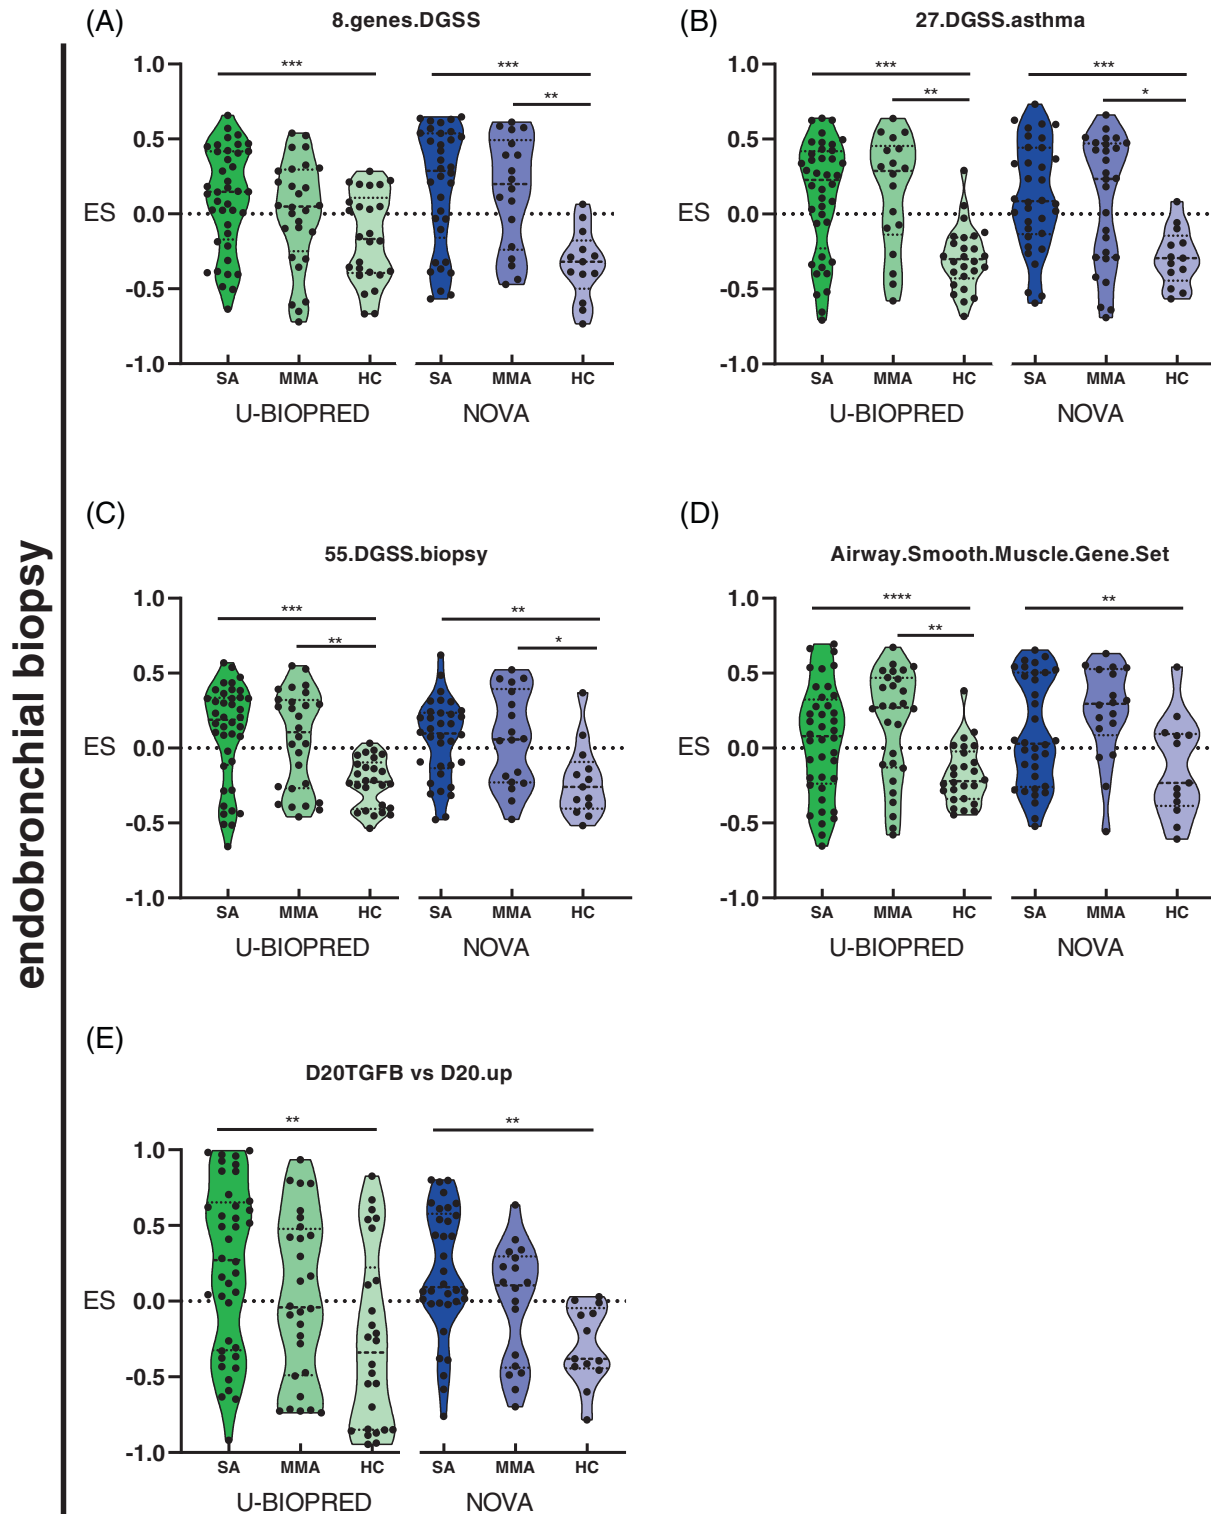 (A)
8.genes.DGSS
***
***
**
1.0
0.5
ES
0.0
-0.5
-1.0
SA MMA HC SA MMA HC
U-BIOPRED NOVA
(B)
27.DGSS.asthma
***
**
***
*
1.0
0.5
ES
0.0
-0.5
-1.0
SA MMA HC SA MMA HC
U-BIOPRED NOVA
endobronchial biopsy
(C)
55.DGSS.biopsy
***
**
**
*
1.0
0.5
ES
0.0
-0.5
-1.0
SA MMA HC SA MMA HC
U-BIOPRED NOVA
(D)
Airway.Smooth.Muscle.Gene.Set
****
**
**
1.0
0.5
ES
0.0
-0.5
-1.0
SA MMA HC SA MMA HC
U-BIOPRED NOVA
(E)
D20TGFB vs D20.up
**
**
1.0
0.5
ES
0.0
-0.5
-1.0
SA MMA HC SA MMA HC
U-BIOPRED NOVA